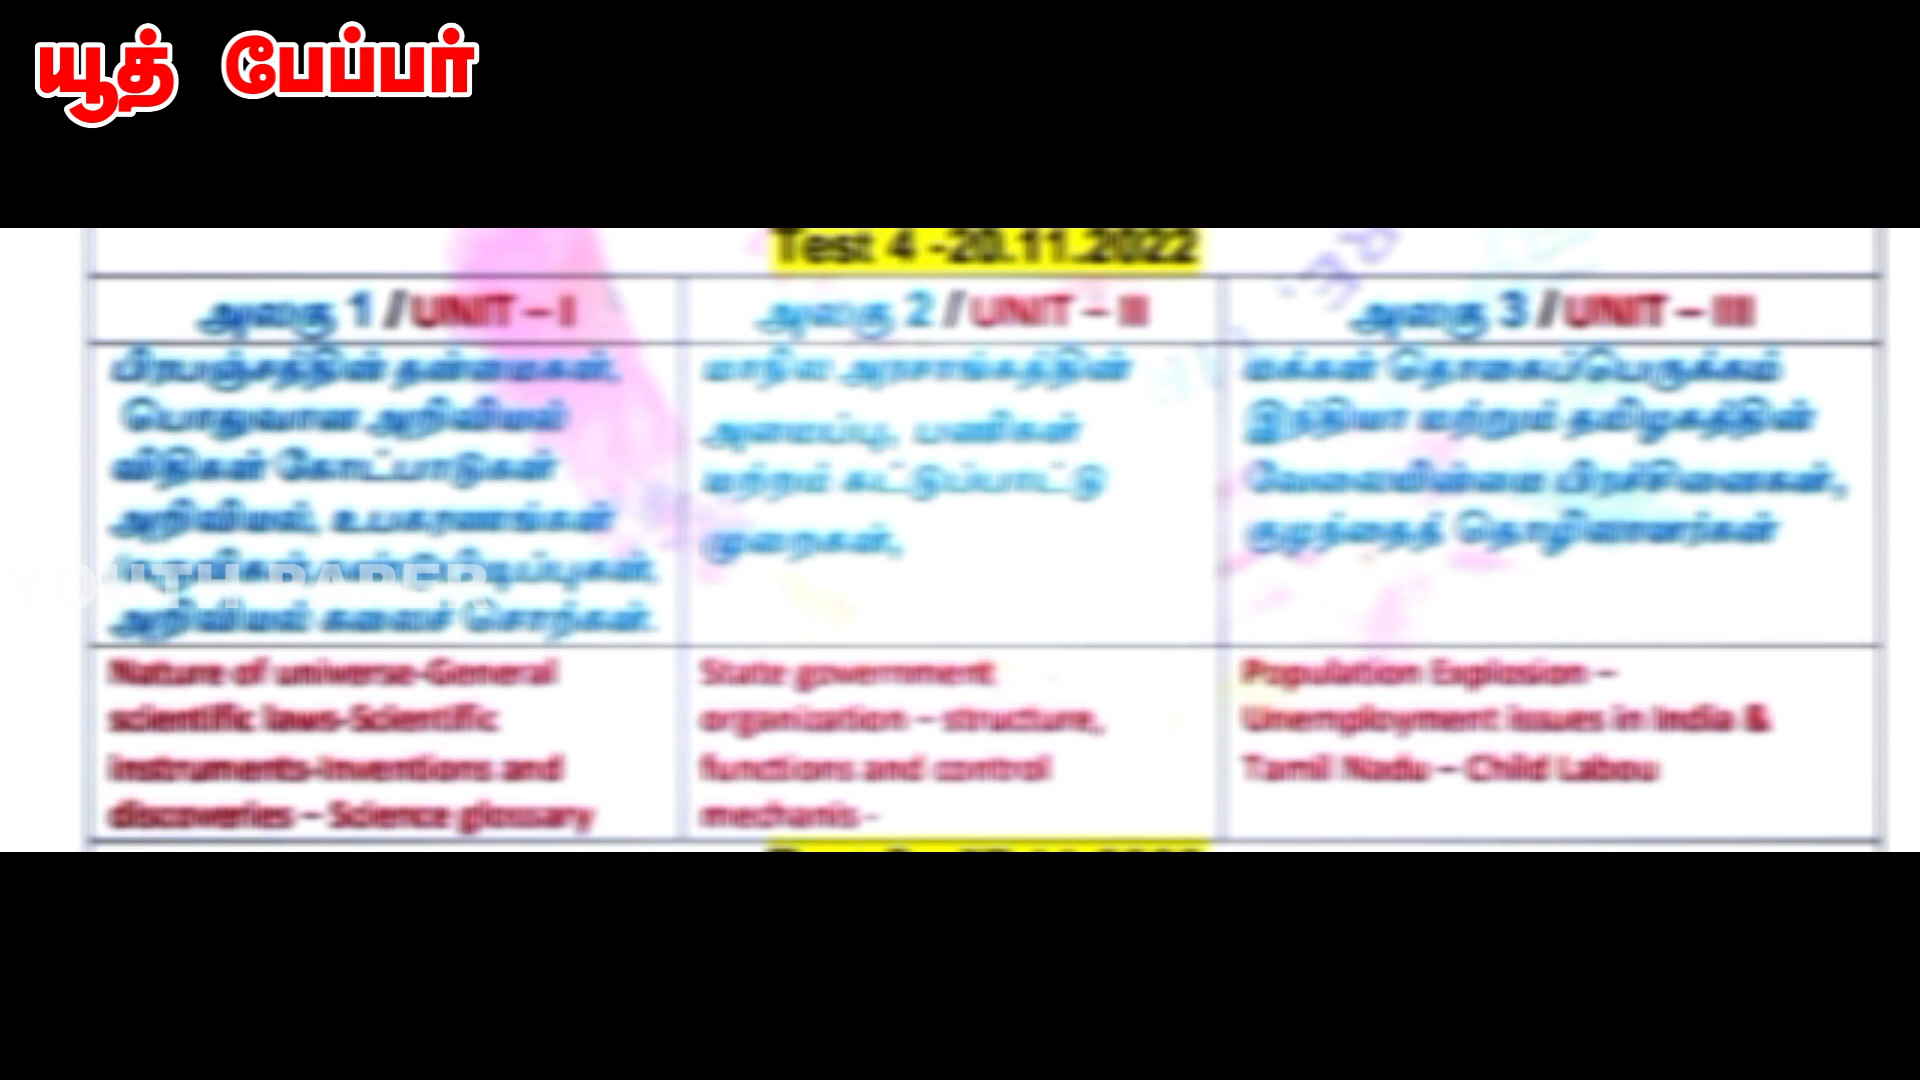 யூத் பேப்பர்
Test 4 -20.11.2022
அலகு 1 / UNIT – I
பிரபஞ்சத்தின் தன்மைகள்,
பொதுவான அறிவியல்
விதிகள் கோட்பாடுகள்
அறிவியல், உபகரணங்கள்
அறிவியல் கலைச் சொற்கள்.
Nature of universe-General
scientific laws-Scientific
instruments-Inventions and
discoveries – Science glossary
அலகு 2 / UNIT – II
மாநில அரசாங்கத்தின்
அமைப்பு, பணிகள்
மற்றம் கட்டுப்பாட்டு
முறைகள்,
State government
organization – structure,
functions and control
mechanis-
அலகு 3 / UNIT – III
மக்கள் தொகைப்பெருக்கம்
இந்தியா மற்றும் தமிழகத்தின்
வேலையின்மை பிரச்சினைகள்,
குழந்தைத் தொழிலாளர்கள்
Population Explosion –
Unemployment issues in India &
Tamil Nadu – Child Labou
YOUTH PAPER